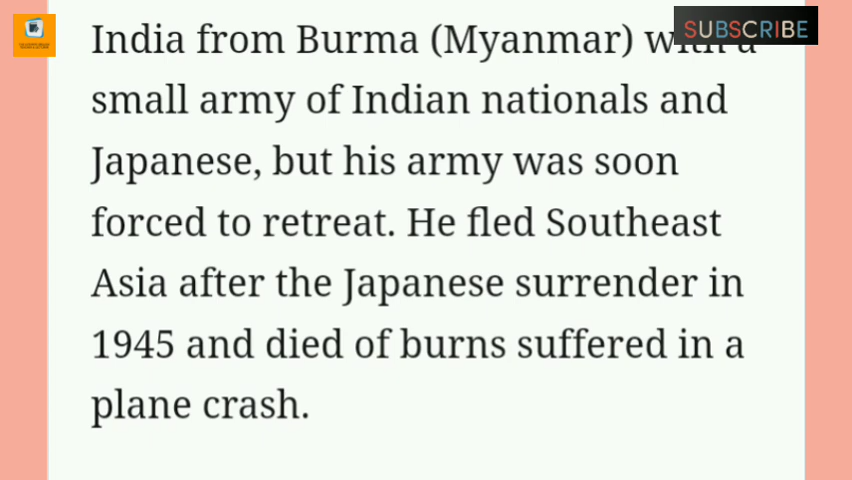 SUBSCRIBE
India from Burma (Myanmar)
small army of Indian nationals and
Japanese, but his army was soon
forced to retreat. He fled Southeast
Asia after the Japanese surrender in
1945 and died of burns suffered in a
plane crash.